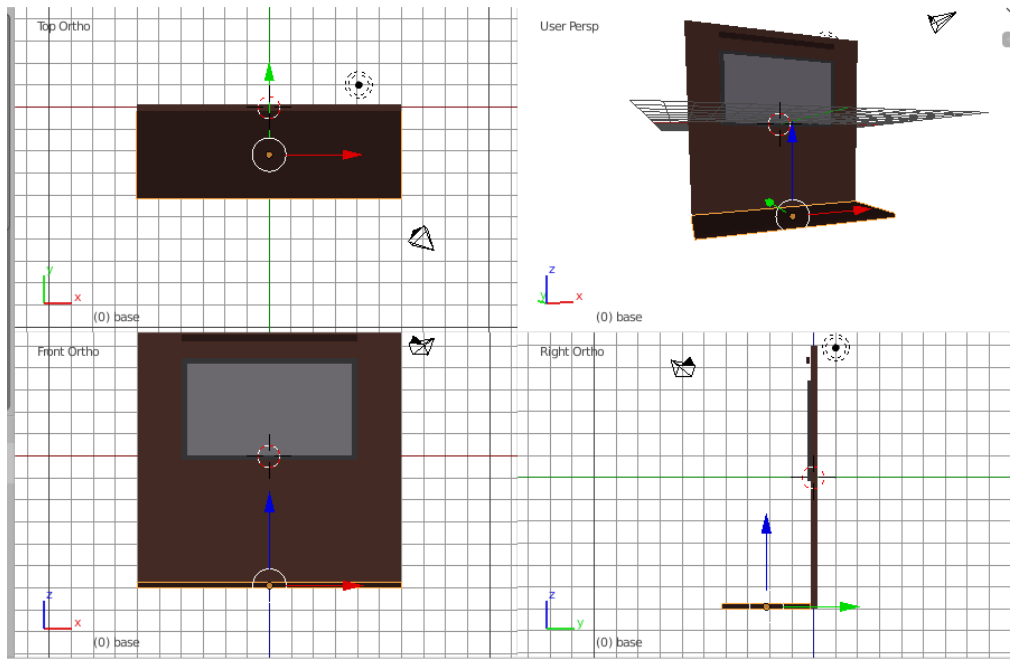 Top Ortho
y
x
(0) base
User Persp
z
y
x
(0) base
Front Ortho
z
x
(0) base
Right Ortho
z
y
(0) base